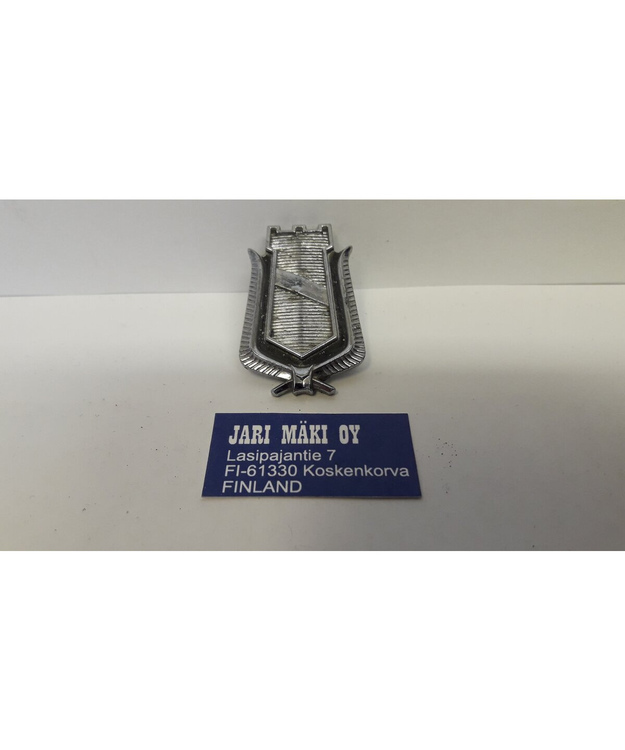 JARI MÄKI OY
Lasipajantie 7
FI-61330 Koskenkorva
FINLAND